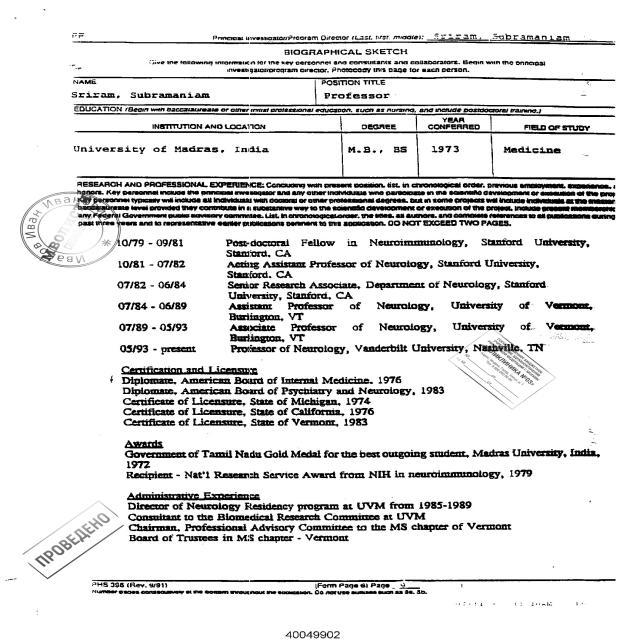 Principal Investigator/Program Director (Last, first, middle): Sriram, Subramaniam
BIOGRAPHICAL SKETCH
Give the following information for the key personnel and consultants and collaborators. Begin with the principal
investigator/program director. Photocopy this page for each person.
NAME POSITION TITLE
Sriram, Subramaniam Professor
EDUCATION (Begin with baccalaureate or other initial professional education, such as nursing, and include postdoctoral training.)
INSTITUTION AND LOCATION DEGREE YEAR CONFERRED FIELD OF STUDY
University of Madras, India M.B., BS 1973 Medicine
RESEARCH AND PROFESSIONAL EXPERIENCE: Concluding with present position, list, in chronological order, previous employment, experience,
honors. Key personnel include the principal investigator and any other individuals who participate in the scientific development or execution of the
Key personnel typically will include all individuals with doctoral or other professional degrees, but in some projects will include individuals at the
baccalaureate level provided they contribute in a substantive way to the scientific development or execution of the project. Include present
any Federal Government public advisory committee. List, in chronological order, the titles, all authors, and complete references to all publications during
past three years and to representative earlier publications pertinent to this application. DO NOT EXCEED TWO PAGES.
10/79 - 09/81 Post-doctoral Fellow in Neuroimmunology, Stanford University,
Stanford, CA
10/81 - 07/82 Acting Assistant Professor of Neurology, Stanford University,
Stanford, CA
07/82 - 06/84 Senior Research Associate, Department of Neurology, Stanford
University, Stanford, CA
07/84 - 06/89 Assistant Professor of Neurology, University of Vermont,
Burlington, VT
07/89 - 05/93 Associate Professor of Neurology, University of Vermont,
Burlington, VT
05/93 - present Professor of Neurology, Vanderbilt University, Nashville, TN
Certification and Licensure
Diplomate, American Board of Internal Medicine, 1976
Diplomate, American Board of Psychiatry and Neurology, 1983
Certificate of Licensure, State of Michigan, 1974
Certificate of Licensure, State of California, 1976
Certificate of Licensure, State of Vermont, 1983
Awards
Government of Tamil Nadu Gold Medal for the best outgoing student, Madras University, India,
1972
Recipient - Nat'l Research Service Award from NIH in neuroimmunology, 1979
Administrative Experience
Director of Neurology Residency program at UVM from 1985-1989
Consultant to the Biomedical Research Committee at UVM
Chairman, Professional Advisory Committee to the MS chapter of Vermont
Board of Trustees in MS chapter - Vermont
ПРОВЕДЕНО
PHS 398 (Rev. 9/91) (Form Page 6) Page
Number pages consecutively at the bottom throughout the application. Do not use suffixes such as 3a, 3b.
40049902